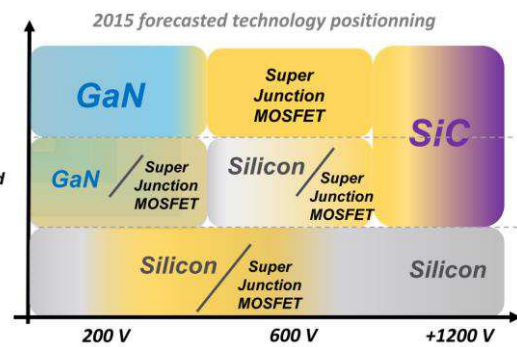 2015 forecasted technology positionning
GaN
Super
Junction
MOSFET
SiC
GaN
Super
Junction
MOSFET
Silicon
Super
Junction
MOSFET
Silicon
Super
Junction
MOSFET
Silicon
200 V
600 V
+1200 V